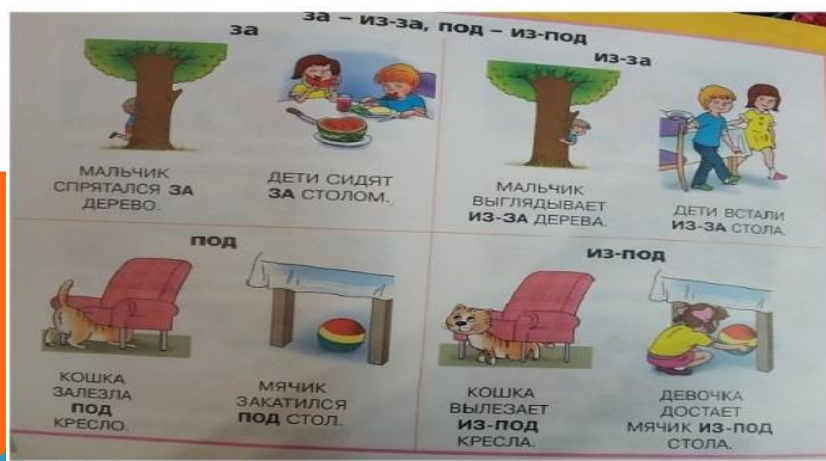 за – из-за, под – из-под
за
МАЛЬЧИК
СПРЯТАЛСЯ ЗА
ДЕРЕВО.
ДЕТИ СИДЯТ
ЗА СТОЛОМ.
из-за
МАЛЬЧИК
ВЫГЛЯДЫВАЕТ
ИЗ-ЗА ДЕРЕВА.
ДЕТИ ВСТАЛИ
ИЗ-ЗА СТОЛА.
под
КОШКА
ЗАЛЕЗЛА
ПОД
КРЕСЛО.
МЯЧИК
ЗАКАТИЛСЯ
ПОД СТОЛ.
из-под
КОШКА
ВЫЛЕЗАЕТ
ИЗ-ПОД
КРЕСЛА.
ДЕВОЧКА
ДОСТАЕТ
МЯЧИК ИЗ-ПОД
СТОЛА.